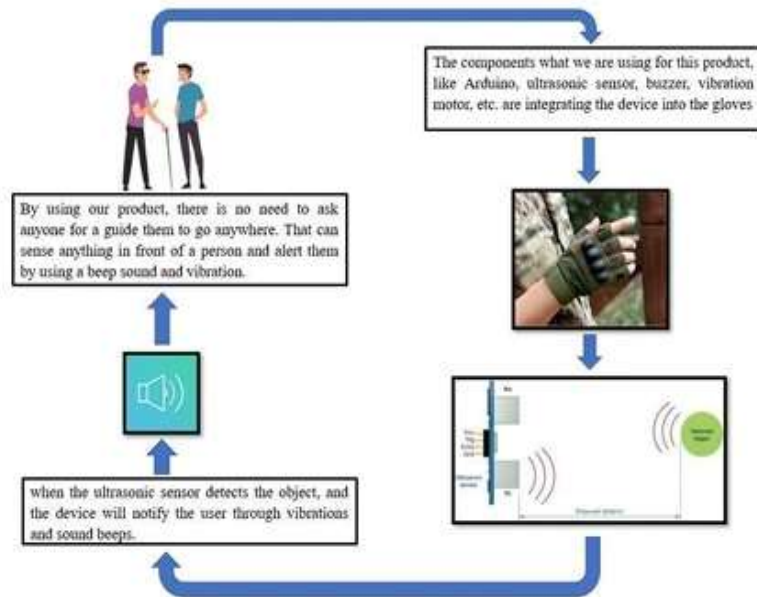 The components what we are using for this product,
like Arduino, ultrasonic sensor, buzzer, vibration
motor, etc. are integrating the device into the gloves
By using our product, there is no need to ask
anyone for a guide them to go anywhere. That can
sense anything in front of a person and alert them
by using a beep sound and vibration.
when the ultrasonic sensor detects the object, and
the device will notify the user through vibrations
and sound beeps.